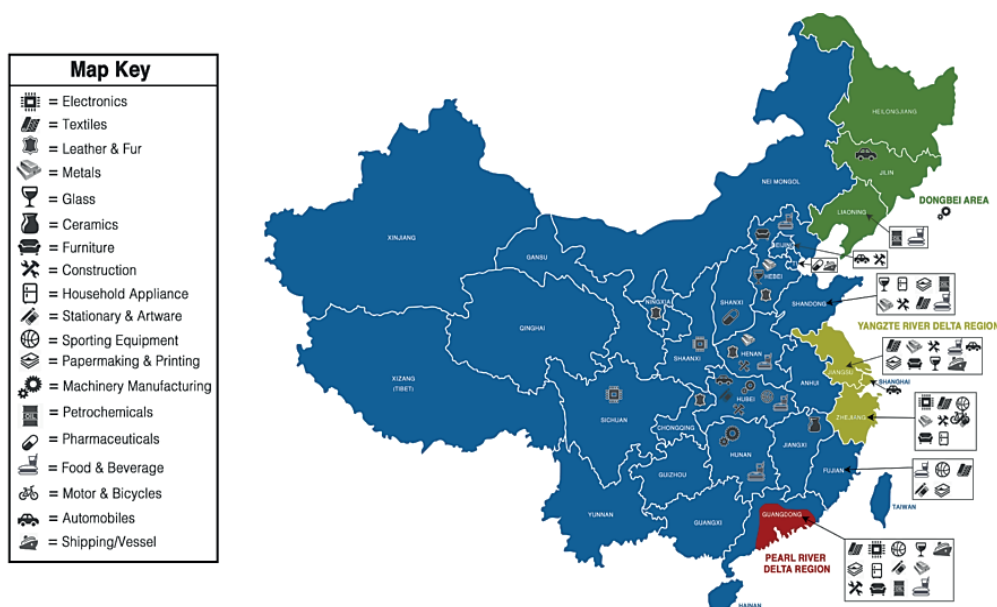 Map Key
= Electronics
= Textiles
= Leather & Fur
= Metals
= Glass
= Ceramics
= Furniture
= Construction
= Household Appliance
= Stationary & Artware
= Sporting Equipment
= Papermaking & Printing
= Machinery Manufacturing
= Petrochemicals
= Pharmaceuticals
= Food & Beverage
= Motor & Bicycles
= Automobiles
= Shipping/Vessel
HEILONGJIANG
JILIN
NEI MONGOL
LIAONING
DONGBEI AREA
XINJIANG
GANSU
BEIJING
HEBEI
NINGXIA
SHANXI
SHANDONG
QINGHAI
YANGZTE RIVER DELTA REGION
SHAANXI
HENAN
JIANGSU
XIZANG
(TIBET)
ANHUI
SHANGHAI
SICHUAN
HUBEI
CHONGQING
ZHEJIANG
HUNAN
JIANGXI
GUIZHOU
FUJIAN
YUNNAN
GUANGXI
GUANGDONG
TAIWAN
PEARL RIVER
DELTA REGION
HAINAN